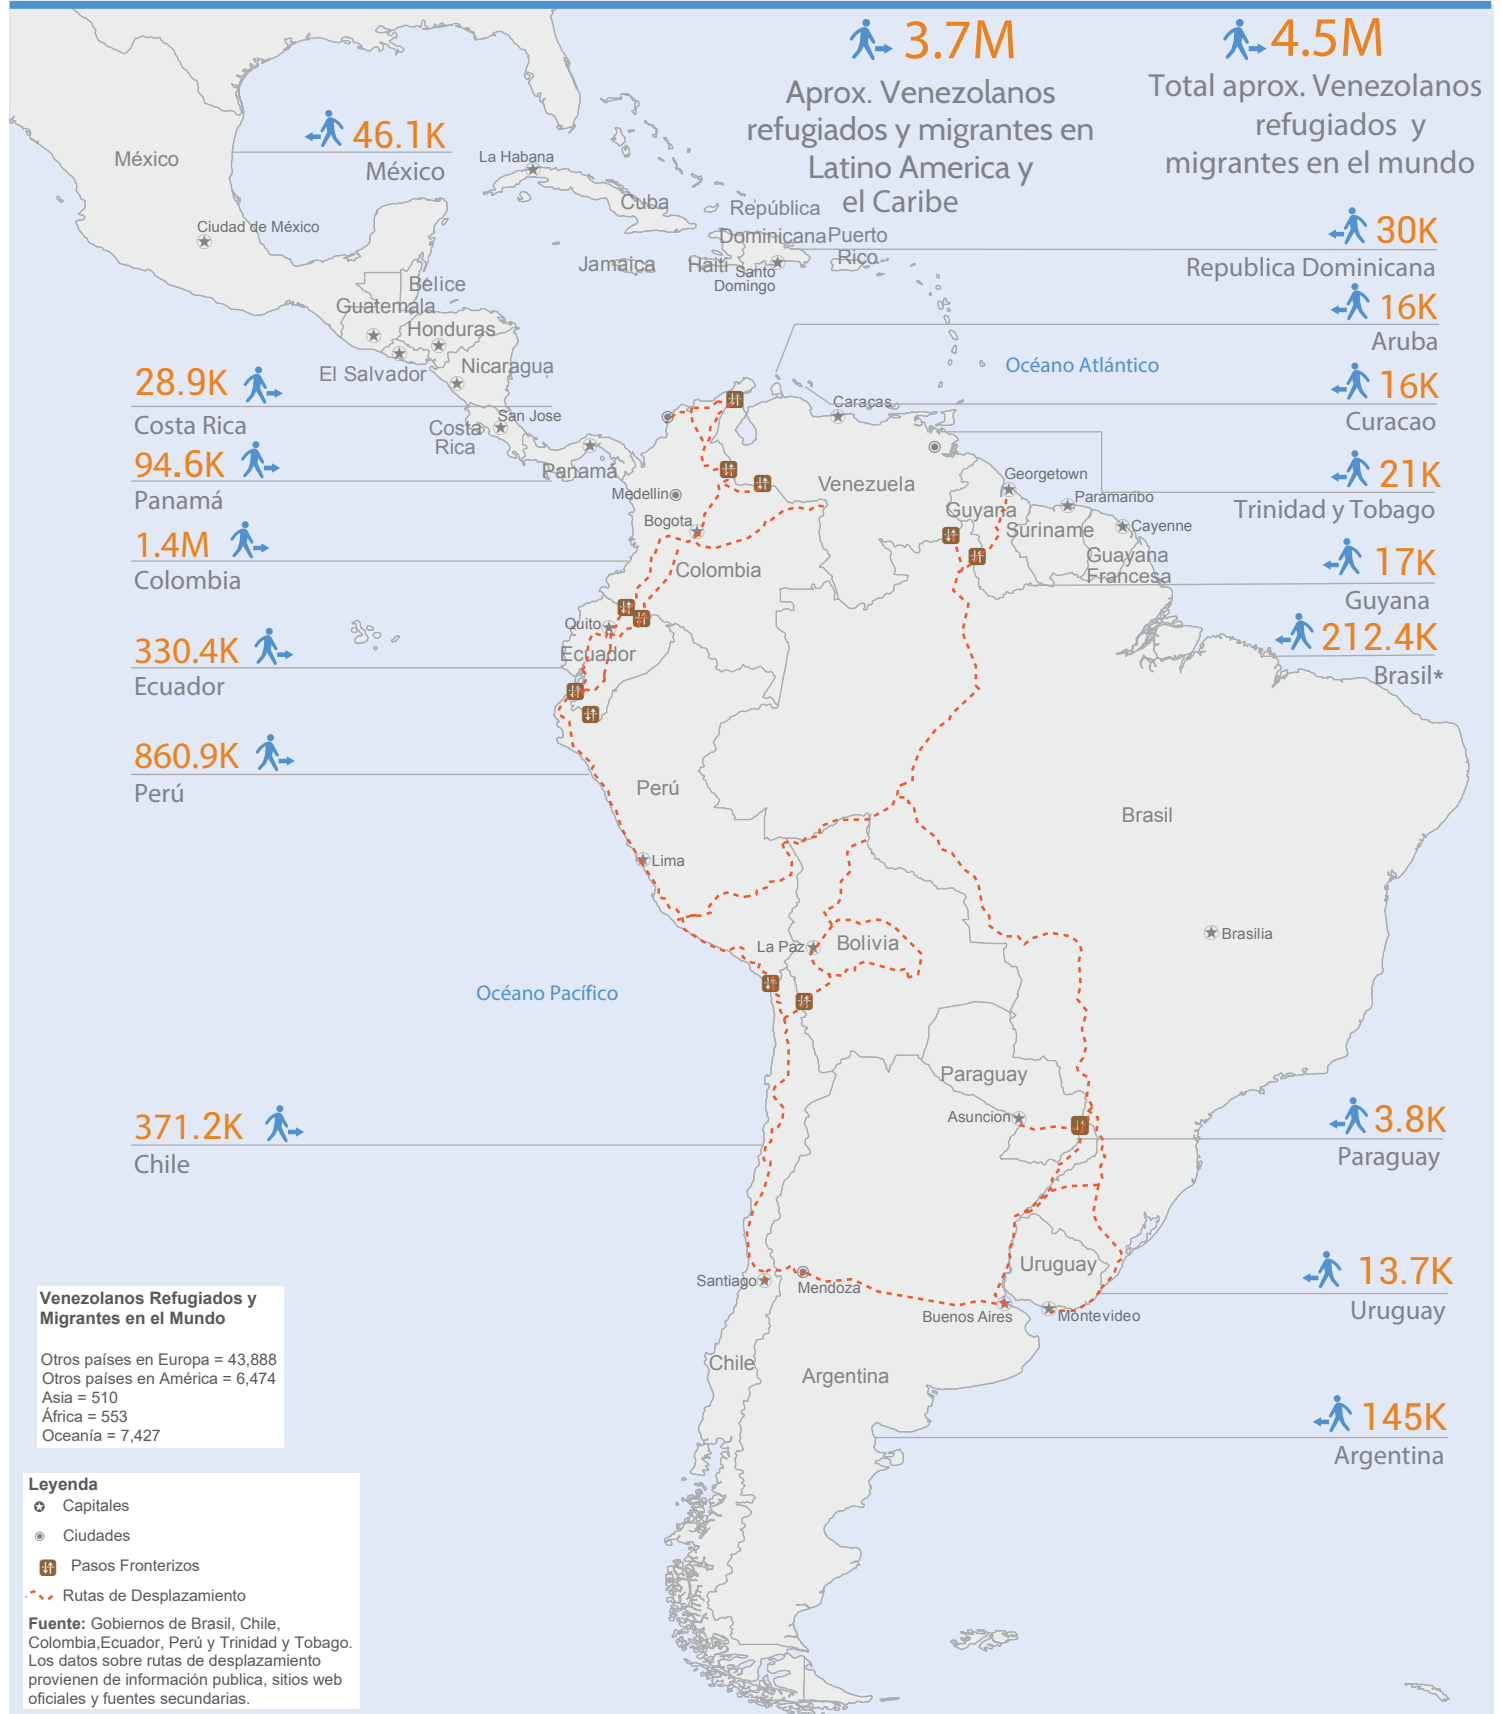 3.7M
Aprox. Venezolanos
refugiados y migrantes en
Latino America y
el Caribe
4.5M
Total aprox. Venezolanos
refugiados y
migrantes en el mundo
46.1K
México
30K
Republica Dominicana
16K
Aruba
16K
Curacao
21K
Trinidad y Tobago
17K
Guyana
212.4K
Brasil*
3.8K
Paraguay
13.7K
Uruguay
145K
Argentina
28.9K
Costa Rica
94.6K
Panamá
1.4M
Colombia
330.4K
Ecuador
860.9K
Perú
371.2K
Chile
México
Ciudad de México
La Habana
Cuba
República
Dominicana
Puerto
Rico
Jamaica
Haiti
Santo
Domingo
Belice
Guatemala
Honduras
El Salvador
Nicaragua
San Jose
Costa
Rica
Panamá
Océano Atlántico
Caracas
Venezuela
Medellin
Bogota
Colombia
Georgetown
Guyana
Paramaribo
Suriname
Cayenne
Guayana
Francesa
Quito
Ecuador
Perú
Lima
Brasil
Brasilia
La Paz
Bolivia
Océano Pacífico
Paraguay
Asuncion
Uruguay
Santiago
Mendoza
Buenos Aires
Montevideo
Chile
Argentina
Venezolanos Refugiados y
Migrantes en el Mundo
Otros países en Europa = 43,888
Otros países en América = 6,474
Asia = 510
África = 553
Oceanía = 7,427
Leyenda
Capitales
Ciudades
Pasos Fronterizos
Rutas de Desplazamiento
Fuente: Gobiernos de Brasil, Chile,
Colombia,Ecuador, Perú y Trinidad y Tobago.
Los datos sobre rutas de desplazamiento
provienen de información publica, sitios web
oficiales y fuentes secundarias.